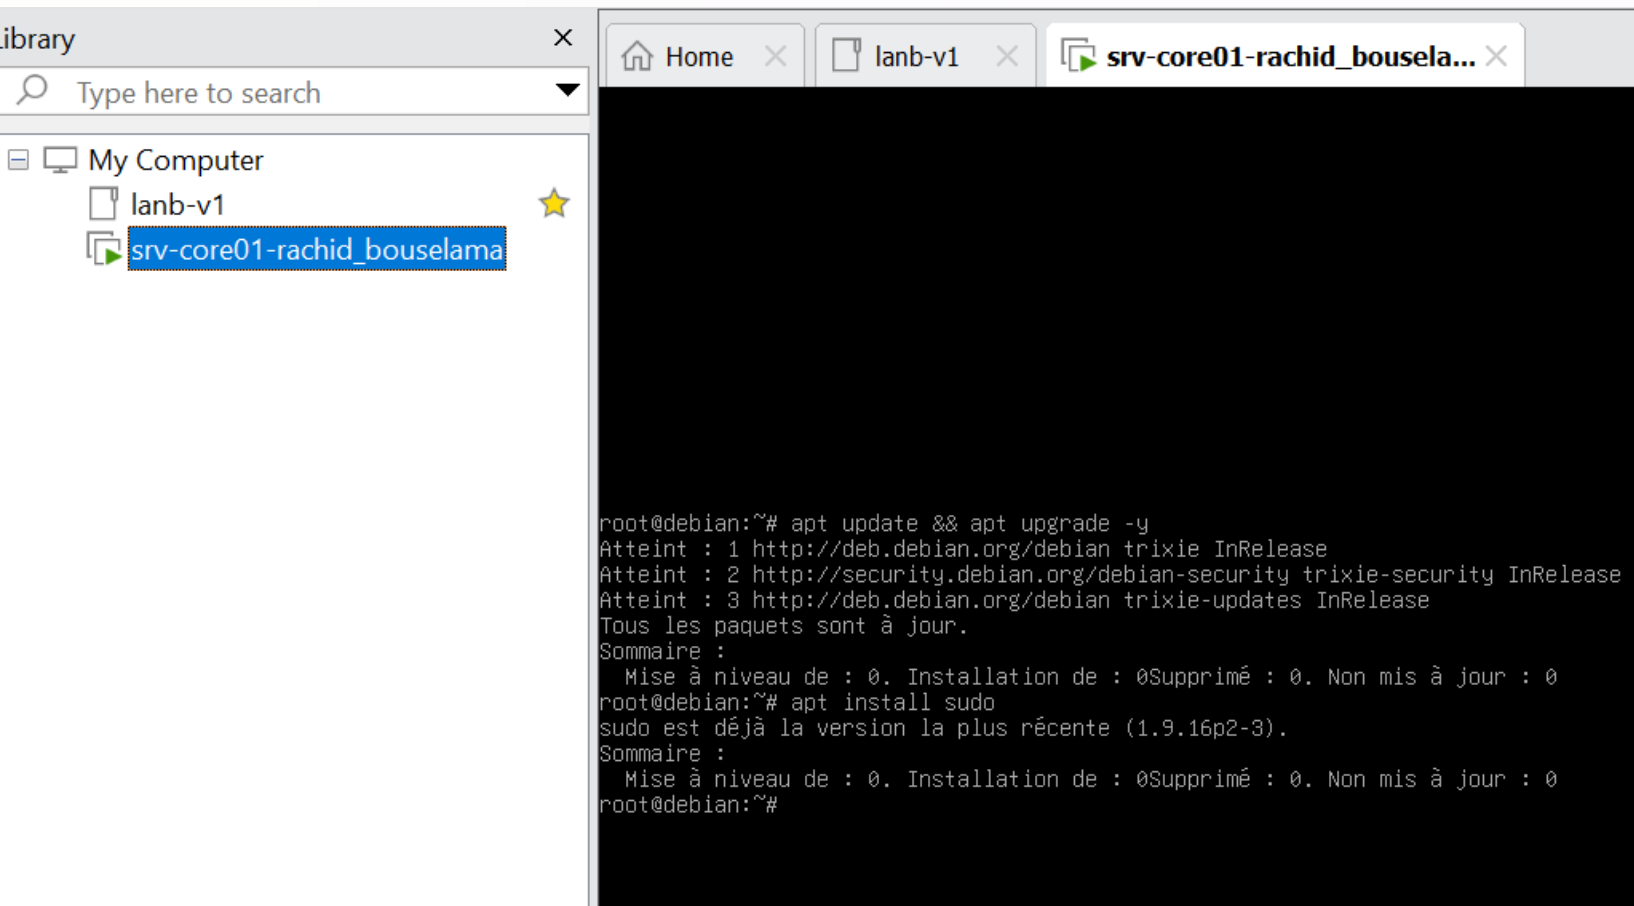 Library
Type here to search
My Computer
lanb-v1
srv-core01-rachid_bouselama
Home
lanb-v1
srv-core01-rachid_bousela...
root@debian:~# apt update && apt upgrade -y
Atteint : 1 http://deb.debian.org/debian trixie InRelease
Atteint : 2 http://security.debian.org/debian-security trixie-security InRelease
Atteint : 3 http://deb.debian.org/debian trixie-updates InRelease
Tous les paquets sont à jour.
Sommaire :
  Mise à niveau de : 0. Installation de : 0Supprimé : 0. Non mis à jour : 0
root@debian:~# apt install sudo
sudo est déjà la version la plus récente (1.9.16p2-3).
Sommaire :
  Mise à niveau de : 0. Installation de : 0Supprimé : 0. Non mis à jour : 0
root@debian:~#